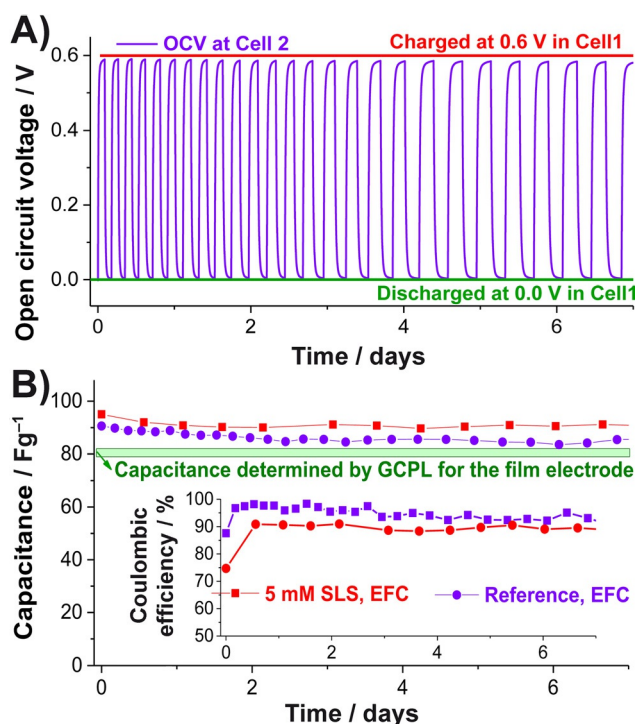 A)
OCV at Cell 2
Charged at 0.6 V in Cell1
Open circuit voltage / V
0.6
0.4
0.2
0.0
Discharged at 0.0 V in Cell1
0 2 4 6
Time / days
B)
Capacitance / Fg⁻¹
100
80
60
40
20
0
Capacitance determined by GCPL for the film electrode
Coulombic
efficiency / %
100
90
80
70
60
50
5 mM SLS, EFC
Reference, EFC
0 2 4 6
0 2 4 6
Time / days